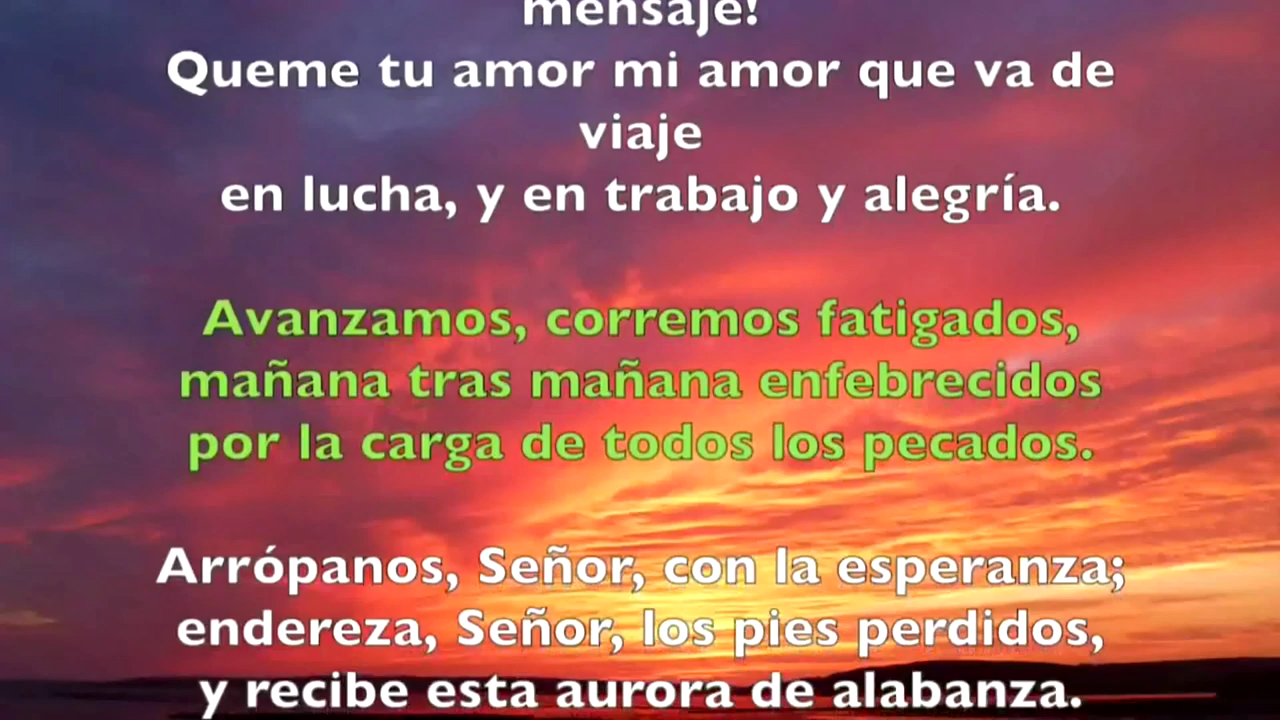 mensaje!
Queme tu amor mi amor que va de
viaje
en lucha, y en trabajo y alegría.
Avanzamos, corremos fatigados,
mañana tras mañana enfebrecidos
por la carga de todos los pecados.
Arrópanos, Señor, con la esperanza;
endereza, Señor, los pies perdidos,
y recibe esta aurora de alabanza.